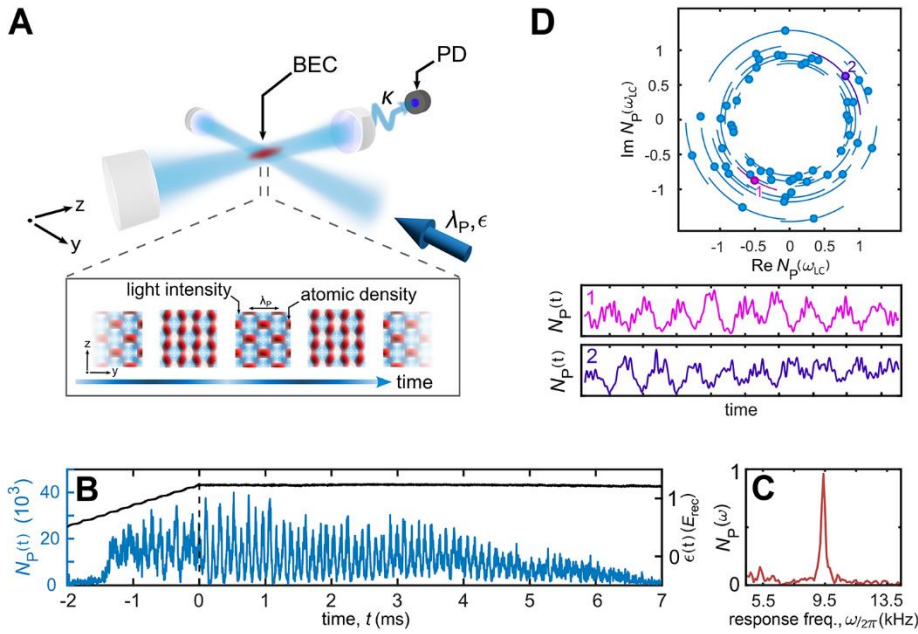 A
BEC
PD
κ
z
y
λP,ϵ
light intensity
λP
atomic density
z
y
time
D
Im NP(ωLC)
1
0.5
0
-0.5
-1
2
1
-1
-0.5
0
0.5
1
Re NP(ωLC)
NP(t)
1
NP(t)
2
time
B
NP(t) (10³)
40
20
0
1
0
ϵ(t)(Erec)
-2
-1
0
1
2
3
4
5
6
7
time, t (ms)
C
NP(ω)
1
0.5
0
5.5
9.5
13.5
response freq., ω/2π (kHz)